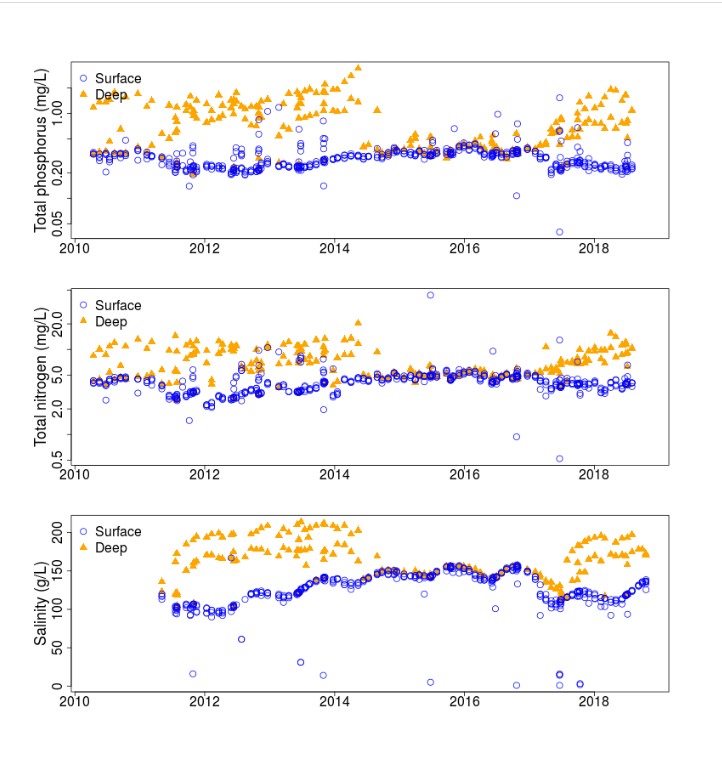 Total phosphorus (mg/L)
1.00
0.20
0.05
Surface
Deep
2010 2012 2014 2016 2018
Total nitrogen (mg/L)
20.0
5.0
2.0
0.5
Surface
Deep
2010 2012 2014 2016 2018
Salinity (g/L)
200
150
100
50
0
Surface
Deep
2010 2012 2014 2016 2018